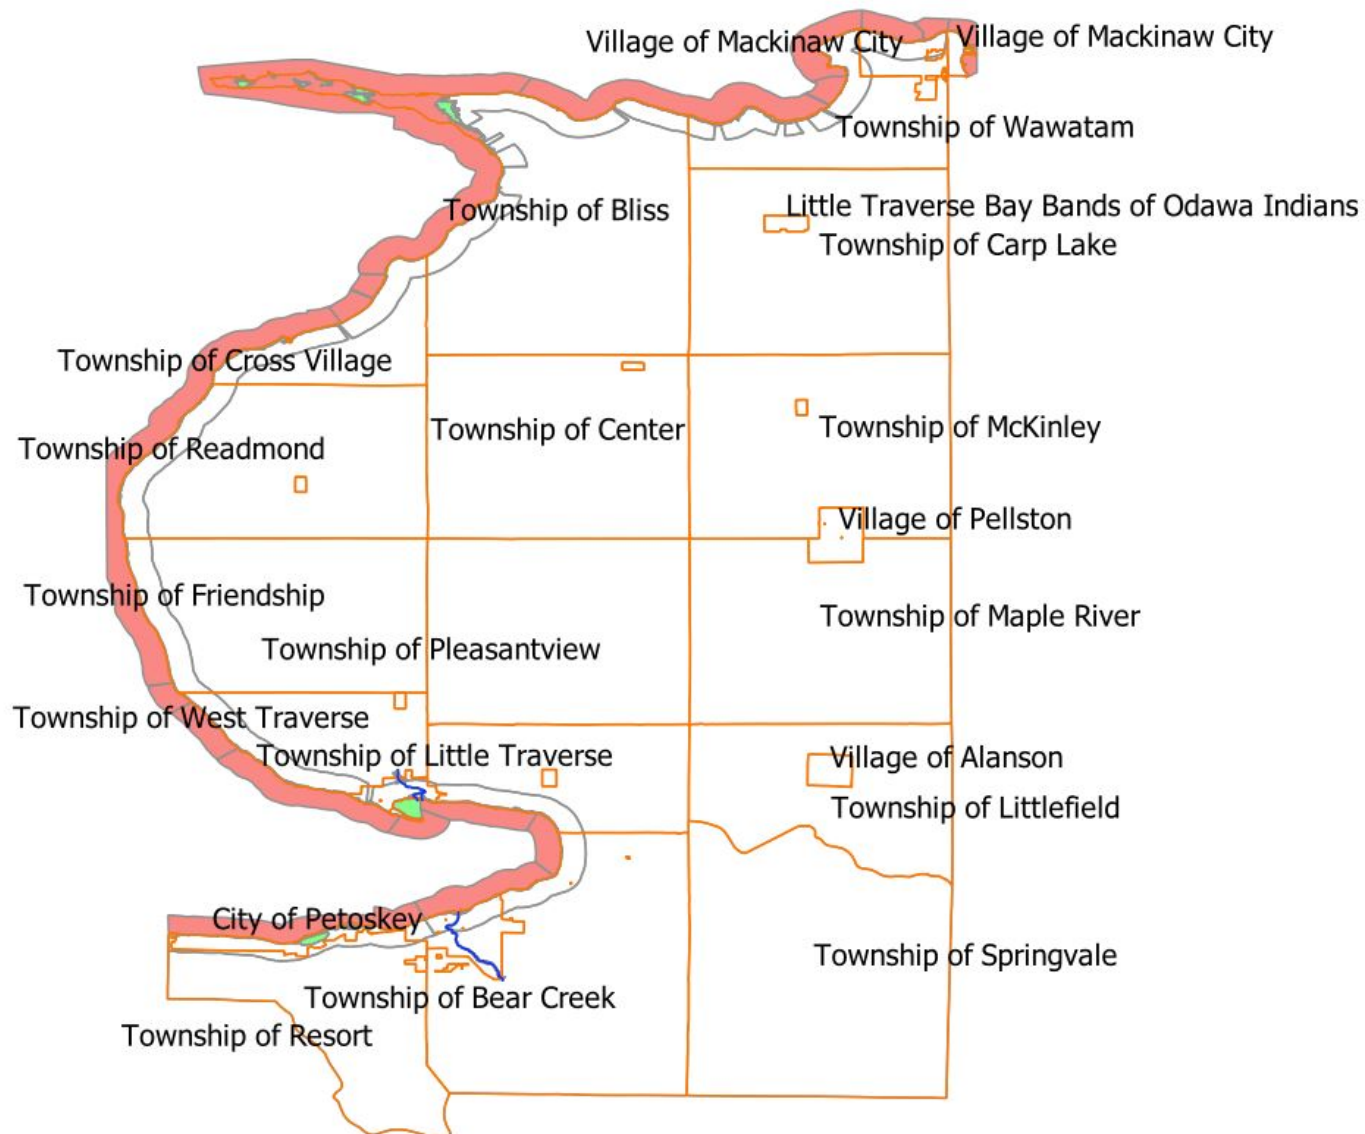 Village of Mackinaw City
Village of Mackinaw City
Township of Wawatam
Little Traverse Bay Bands of Odawa Indians
Township of Bliss
Township of Carp Lake
Township of Cross Village
Township of Center
Township of McKinley
Township of Readmond
Village of Pellston
Township of Friendship
Township of Maple River
Township of Pleasantview
Township of West Traverse
Township of Little Traverse
Village of Alanson
Township of Littlefield
City of Petoskey
Township of Springvale
Township of Bear Creek
Township of Resort